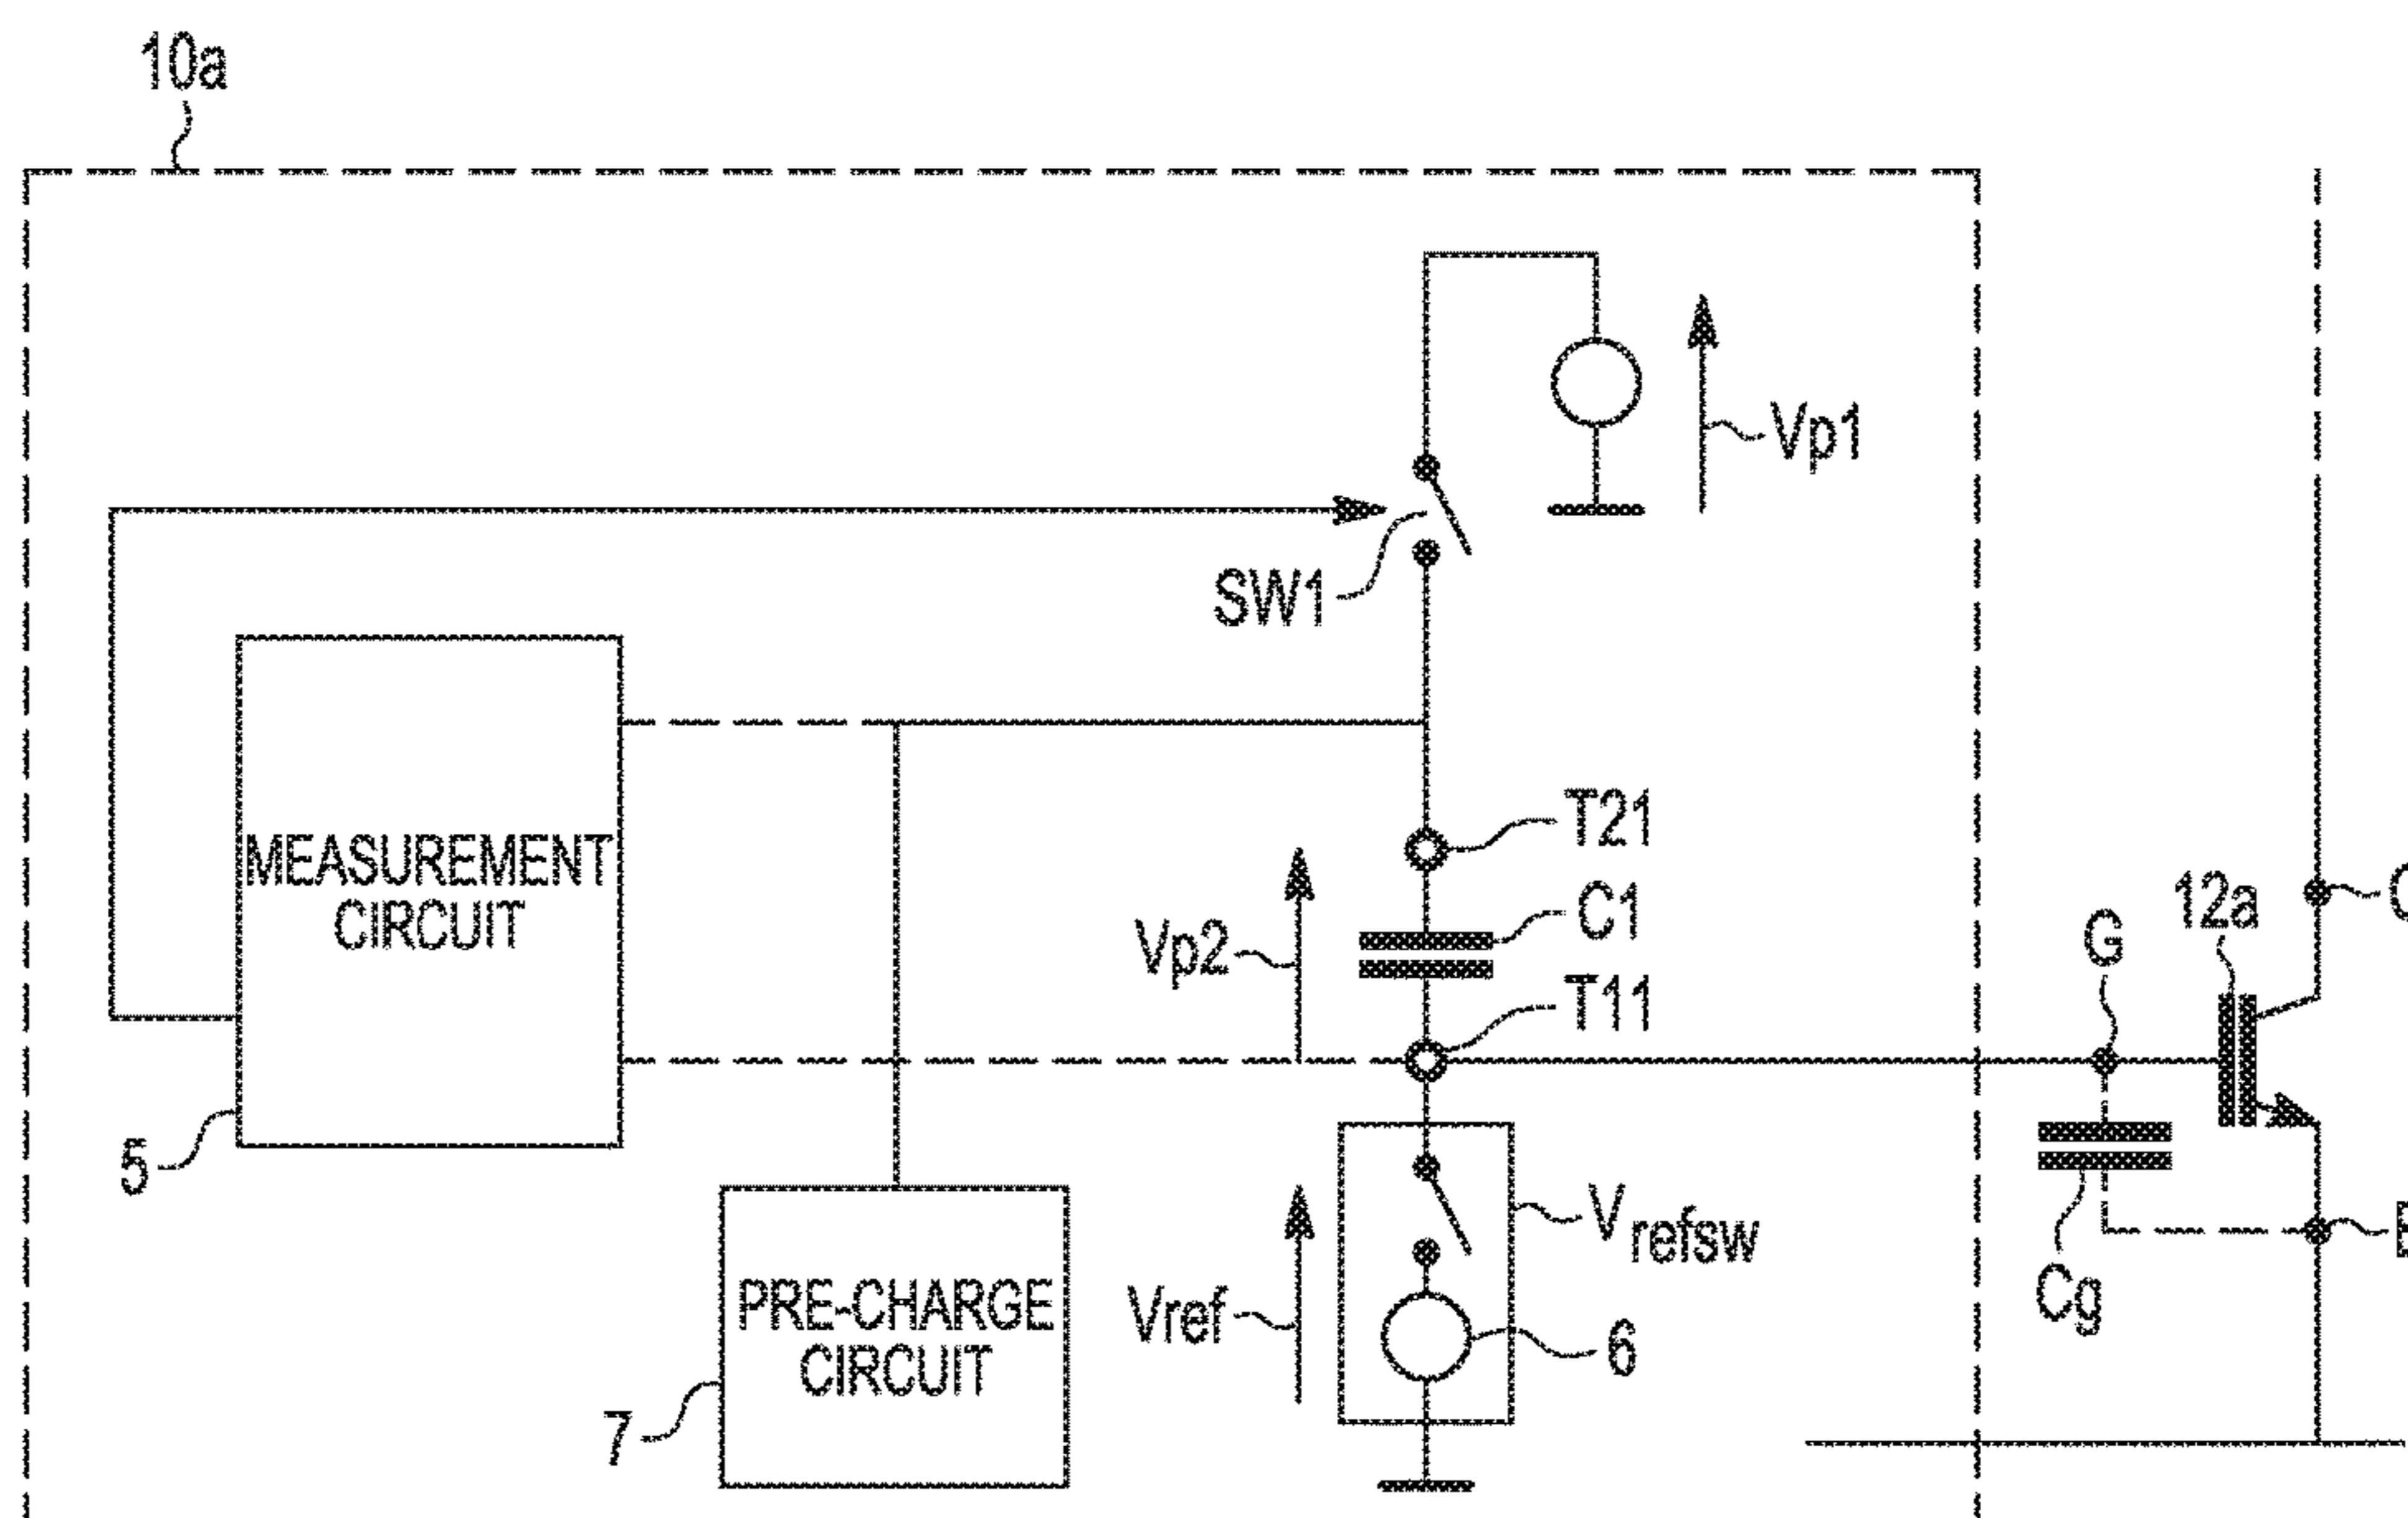 10a
Vp1
SW1
MEASUREMENT
CIRCUIT
T21
C1
Vp2
T11
G
12a
5
Vrefsw
Cg
PRE-CHARGE
CIRCUIT
Vref
6
7